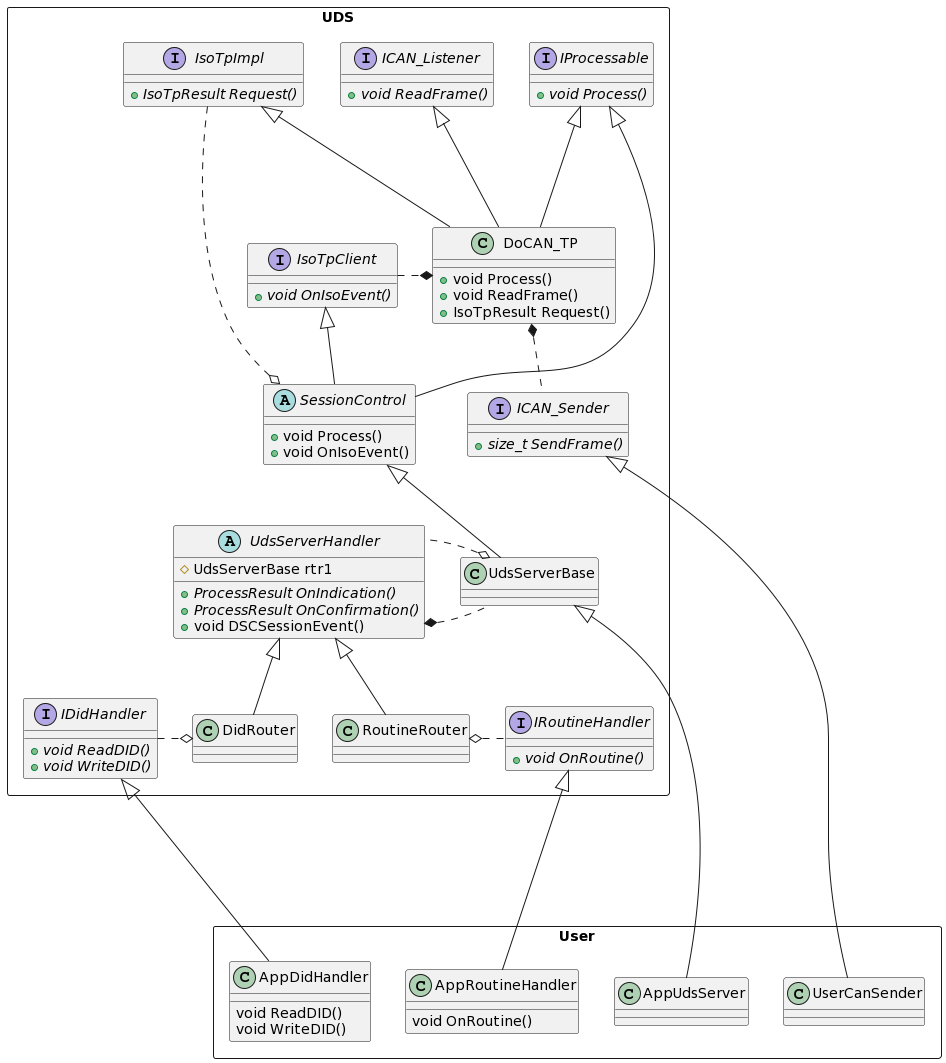 UDS
I IsoTpImpl
IsoTpResult Request()
I ICAN_Listener
void ReadFrame()
I IProcessable
void Process()
I IsoTpClient
void OnIsoEvent()
C DoCAN_TP
void Process()
void ReadFrame()
IsoTpResult Request()
A SessionControl
void Process()
void OnIsoEvent()
I ICAN_Sender
size_t SendFrame()
A UdsServerHandler
UdsServerBase rtr1
ProcessResult OnIndication()
ProcessResult OnConfirmation()
void DSCSessionEvent()
C UdsServerBase
I IDidHandler
void ReadDID()
void WriteDID()
C DidRouter
C RoutineRouter
I IRoutineHandler
void OnRoutine()
User
C AppDidHandler
void ReadDID()
void WriteDID()
C AppRoutineHandler
void OnRoutine()
C AppUdsServer
C UserCanSender